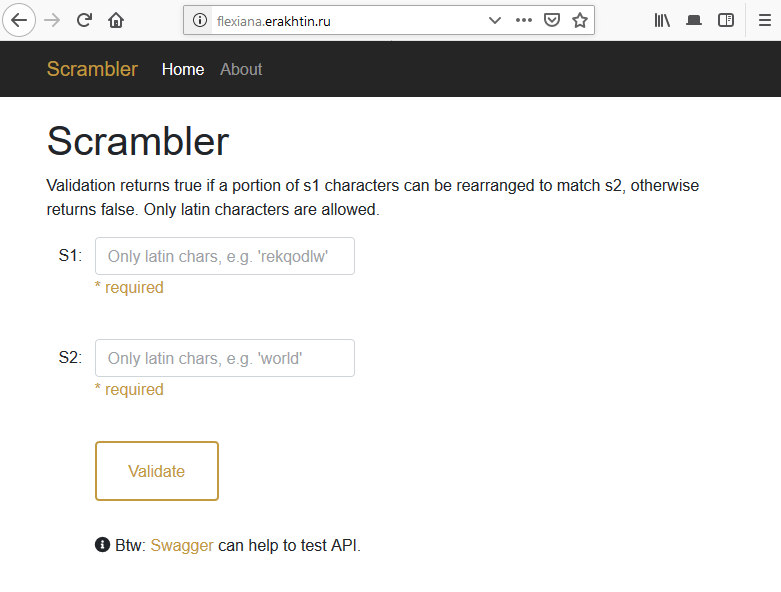 flexiana.erakhtin.ru
Scrambler Home About
Scrambler
Validation returns true if a portion of s1 characters can be rearranged to match s2, otherwise
returns false. Only latin characters are allowed.
S1: Only latin chars, e.g. 'rekqodlw'
* required
S2: Only latin chars, e.g. 'world'
* required
Validate
Btw: Swagger can help to test API.